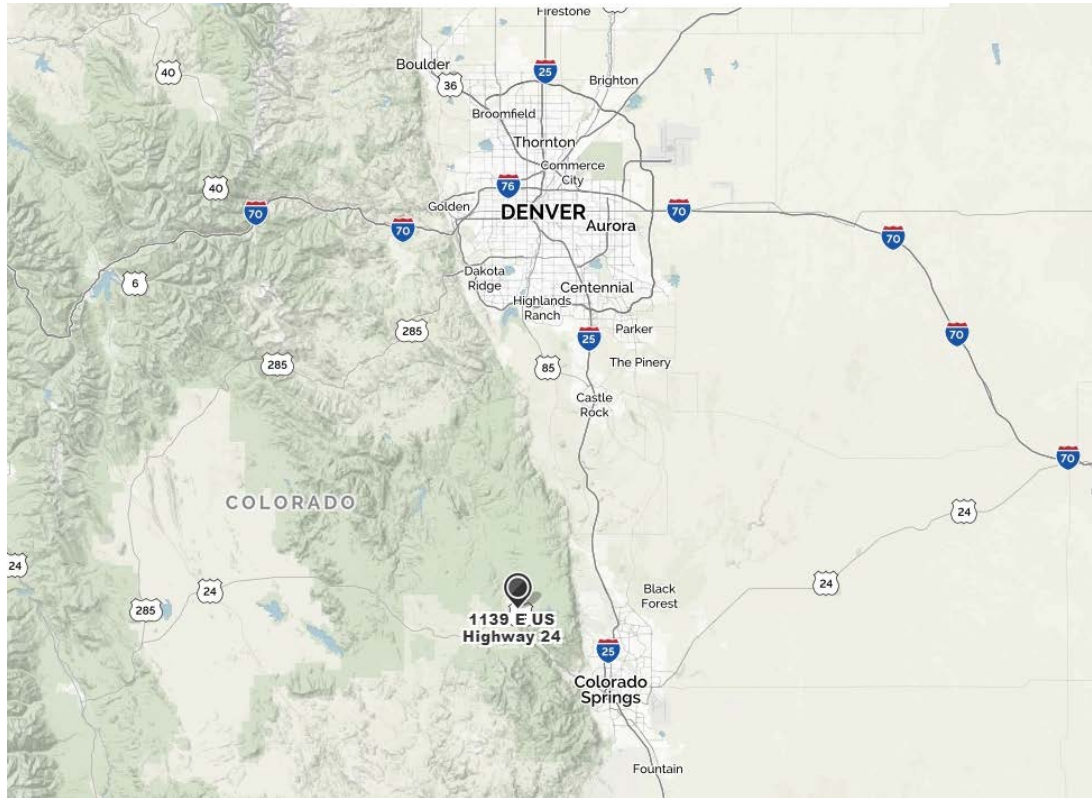 Firestone
40
Boulder
36
25
Brighton
Broomfield
Thornton
Commerce
City
40
76
Golden
70
70
DENVER
Aurora
70
70
6
Dakota
Ridge
Centennial
Highlands
Ranch
285
25
Parker
70
285
85
The Pinery
Castle
Rock
70
COLORADO
24
24
24
24
285
Black
Forest
1139 E US
Highway 24
25
Colorado
Springs
Fountain